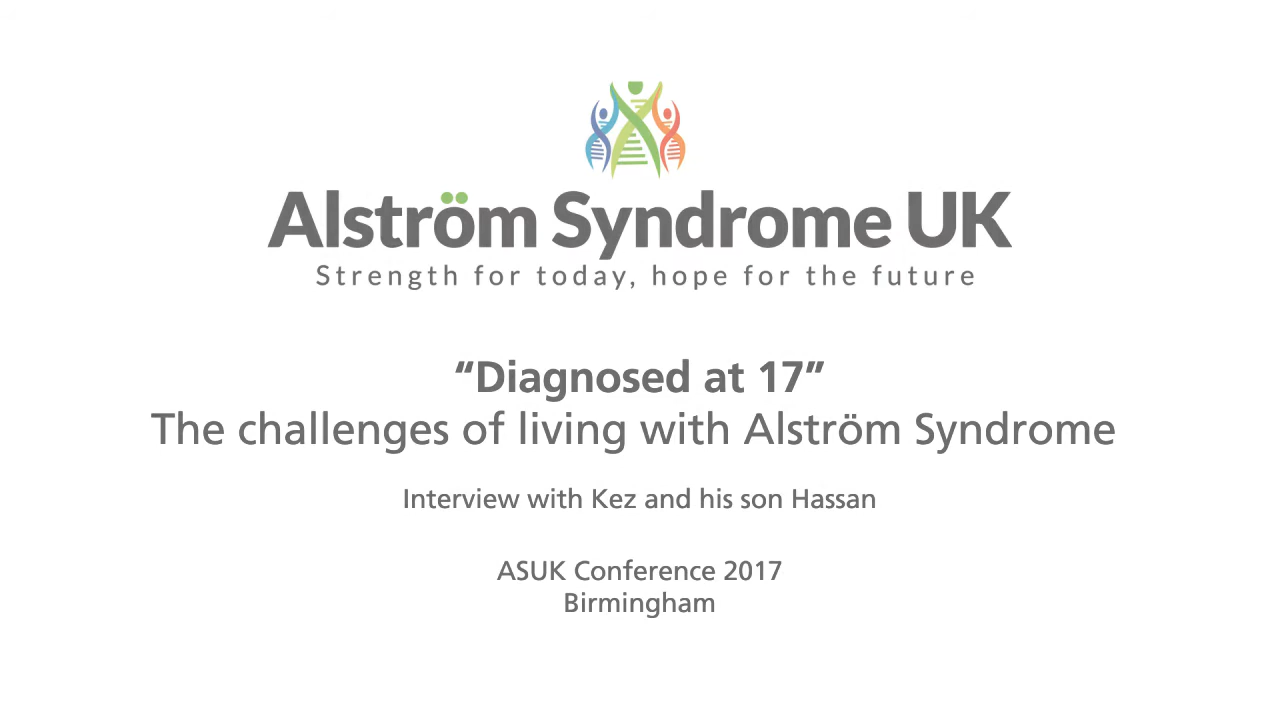 Alström Syndrome UK
Strength for today, hope for the future
“Diagnosed at 17”
The challenges of living with Alström Syndrome
Interview with Kez and his son Hassan
ASUK Conference 2017
Birmingham